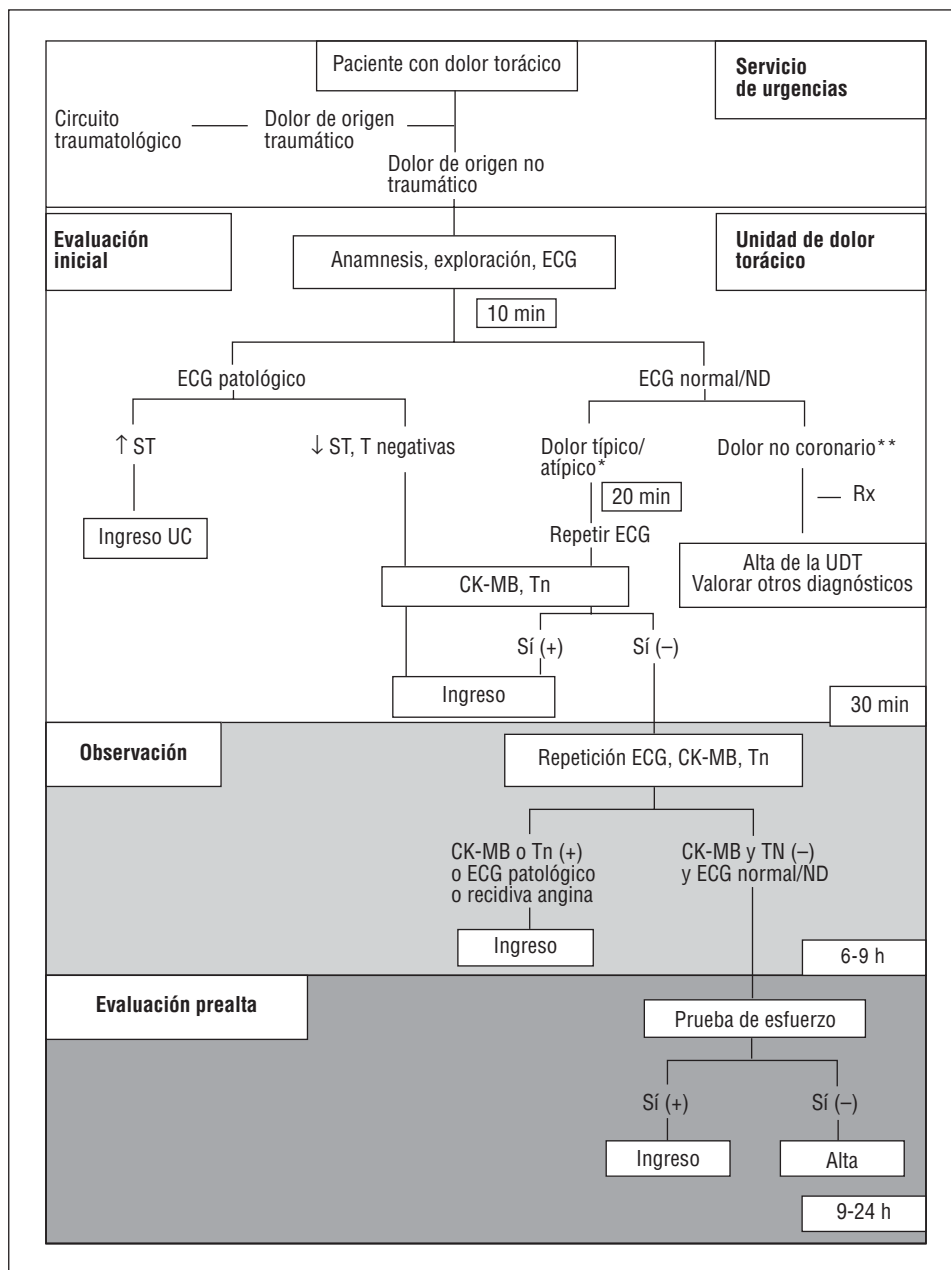 Paciente con dolor torácico
Servicio
de urgencias
Circuito
traumatológico
Dolor de origen
traumático
Dolor de origen no
traumático
Evaluación
inicial
Anamnesis, exploración, ECG
Unidad de dolor
torácico
10 min
ECG patológico
ECG normal/ND
↑ ST
↓ ST, T negativas
Dolor típico/
atípico*
Dolor no coronario**
20 min
Rx
Repetir ECG
Ingreso UC
Alta de la UDT
Valorar otros diagnósticos
CK-MB, Tn
Sí (+)
Sí (–)
Ingreso
30 min
Observación
Repetición ECG, CK-MB, Tn
CK-MB o Tn (+)
o ECG patológico
o recidiva angina
CK-MB y TN (–)
y ECG normal/ND
Ingreso
6-9 h
Evaluación prealta
Prueba de esfuerzo
Sí (+)
Sí (–)
Ingreso
Alta
9-24 h